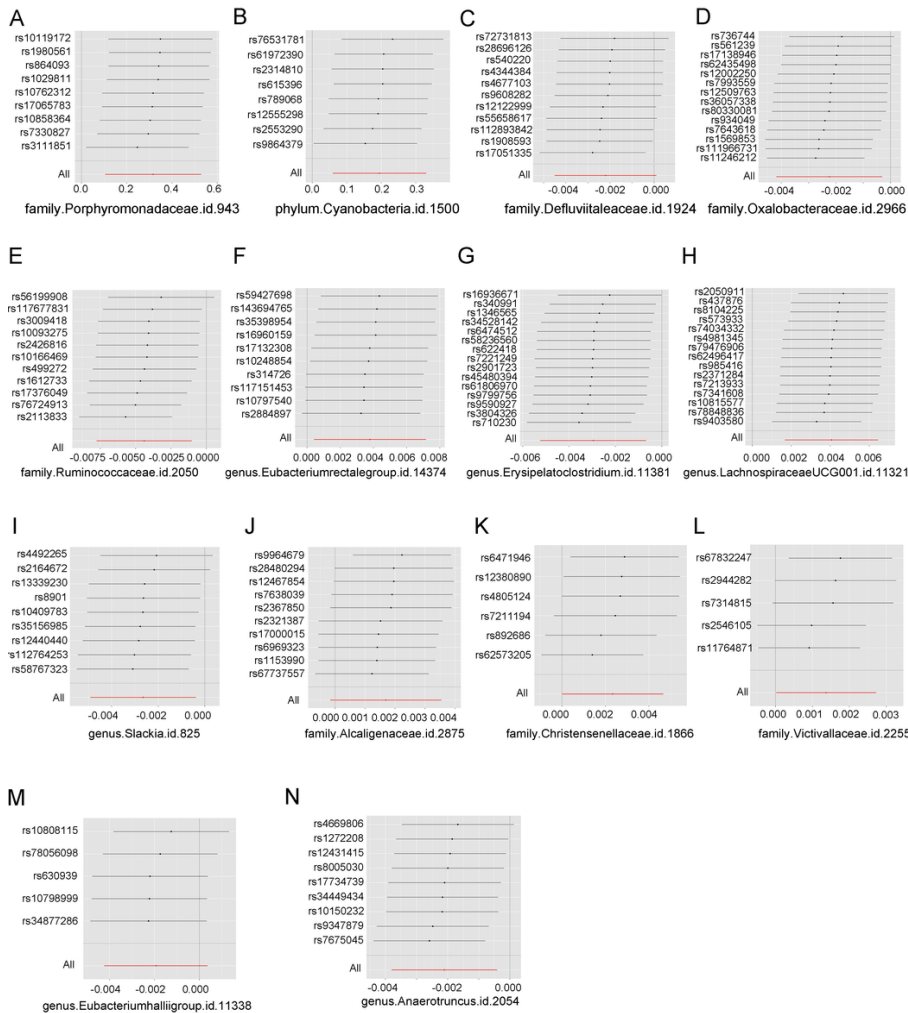 A
rs10119172
rs1980561
rs864093
rs1029811
rs10762312
rs17065783
rs10858364
rs7330827
rs3111851
All
0.0 0.2 0.4 0.6
family.Porphyromonadaceae.id.943
B
rs76531781
rs61972390
rs2314810
rs615396
rs789068
rs12555298
rs2553290
rs9864379
All
0.0 0.1 0.2 0.3
phylum.Cyanobacteria.id.1500
C
rs72731813
rs28696126
rs540220
rs4344384
rs4677103
rs9608282
rs12122999
rs55658617
rs112893842
rs1908593
rs17051335
All
-0.004 -0.002 0.000
family.Defluviitaleaceae.id.1924
D
rs736744
rs561239
rs17138946
rs62435498
rs12002250
rs7993559
rs12509763
rs36057338
rs80330081
rs934049
rs7643618
rs1569853
rs111966731
rs11246212
All
-0.004 -0.002 0.000
family.Oxalobacteraceae.id.2966
E
rs56199908
rs117677831
rs3009418
rs10093275
rs2426816
rs10166469
rs499272
rs1612733
rs17376049
rs76724913
rs2113833
All
-0.0075 -0.0050 -0.0025 0.0000
family.Ruminococcaceae.id.2050
F
rs59427698
rs143694765
rs35398954
rs16960159
rs17132308
rs10248854
rs314726
rs117151453
rs10797540
rs2884897
All
0.000 0.002 0.004 0.006 0.008
genus.Eubacteriumrectalegroup.id.14374
G
rs16936671
rs340991
rs1346565
rs34528142
rs6474512
rs58236560
rs622418
rs7221249
rs2901723
rs45480394
rs61806970
rs9799756
rs9590927
rs3804326
rs710230
All
-0.006 -0.004 -0.002 0.000
genus.Erysipelatoclostridium.id.11381
H
rs2050911
rs437876
rs8104225
rs573933
rs74034332
rs4981345
rs79476906
rs62496417
rs985416
rs2371284
rs7213933
rs7341608
rs10815577
rs78848836
rs9403580
All
0.000 0.002 0.004 0.006
genus.LachnospiraceaeUCG001.id.11321
I
rs4492265
rs2164672
rs13339230
rs8901
rs10409783
rs35156985
rs12440440
rs112764253
rs58767323
All
-0.004 -0.002 0.000
genus.Slackia.id.825
J
rs9964679
rs28480294
rs12467854
rs7638039
rs2367850
rs2321387
rs17000015
rs6969323
rs1153990
rs67737557
All
0.000 0.001 0.002 0.003 0.004
family.Alcaligenaceae.id.2875
K
rs6471946
rs12380890
rs4805124
rs7211194
rs892686
rs62573205
All
0.000 0.002 0.004
family.Christensenellaceae.id.1866
L
rs67832247
rs2944282
rs7314815
rs2546105
rs11764871
All
0.000 0.001 0.002 0.003
family.Victivallaceae.id.2255
M
rs10808115
rs78056098
rs630939
rs10798999
rs34877286
All
-0.004 -0.002 0.000
genus.Eubacteriumhalliigroup.id.11338
N
rs4669806
rs1272208
rs12431415
rs8005030
rs17734739
rs34449434
rs10150232
rs9347879
rs7675045
All
-0.004 -0.002 0.000
genus.Anaerotruncus.id.2054